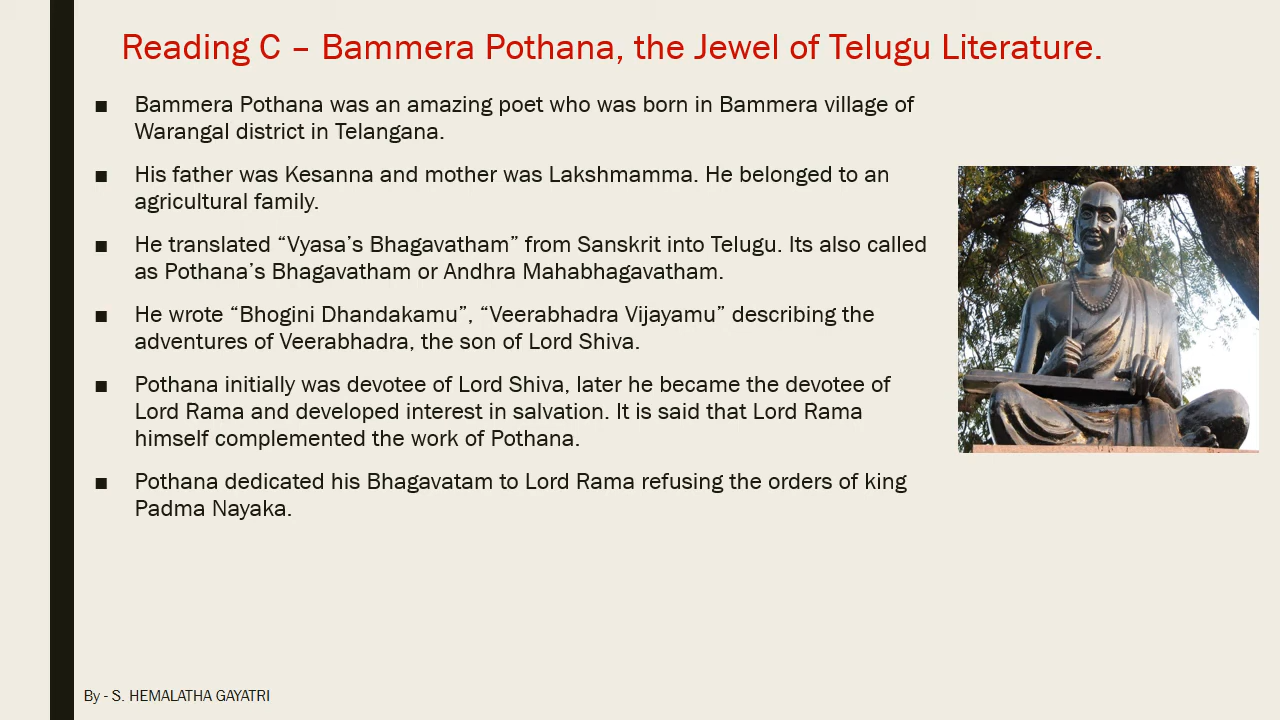 Reading C – Bammera Pothana, the Jewel of Telugu Literature.
■ Bammera Pothana was an amazing poet who was born in Bammera village of
Warangal district in Telangana.
■ His father was Kesanna and mother was Lakshmamma. He belonged to an
agricultural family.
■ He translated “Vyasa’s Bhagavatham” from Sanskrit into Telugu. Its also called
as Pothana’s Bhagavatham or Andhra Mahabhagavatham.
■ He wrote “Bhogini Dhandakamu”, “Veerabhadra Vijayamu” describing the
adventures of Veerabhadra, the son of Lord Shiva.
■ Pothana initially was devotee of Lord Shiva, later he became the devotee of
Lord Rama and developed interest in salvation. It is said that Lord Rama
himself complemented the work of Pothana.
■ Pothana dedicated his Bhagavatam to Lord Rama refusing the orders of king
Padma Nayaka.
By - S. HEMALATHA GAYATRI